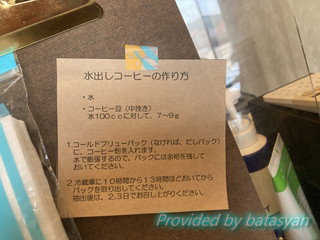 水出しコーヒーの作り方
・水
・コーヒー豆（中挽き）
水100ccに対して、7〜9g
1.コールドブリューパック（なければ、だしパック）
に、コーヒー粉を入れます。
水で膨張するので、パックには余裕を残して
おいてください。
2.冷蔵庫に10時間から13時間ほどおいてから
パックを取り出してください。
抽出後は、2,3日でお召し上がりください。
Provided by batasyan